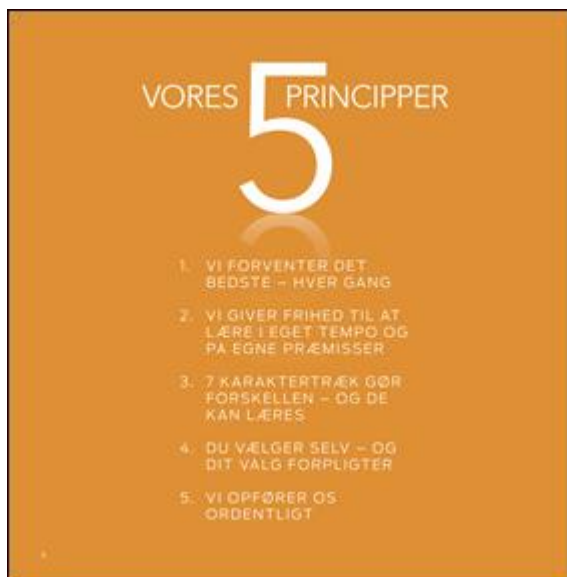 VORES 5 PRINCIPPER
1. VI FORVENTER DET
BEDSTE – HVER GANG
2. VI GIVER FRIHED TIL AT
LÆRE I EGET TEMPO OG
PÅ EGNE PRÆMISSER
3. 7 KARAKTERTRÆK GØR
FORSKELLEN – OG DE
KAN LÆRES
4. DU VÆLGER SELV – OG
DIT VALG FORPLIGTER
5. VI OPFØRER OS
ORDENTLIGT